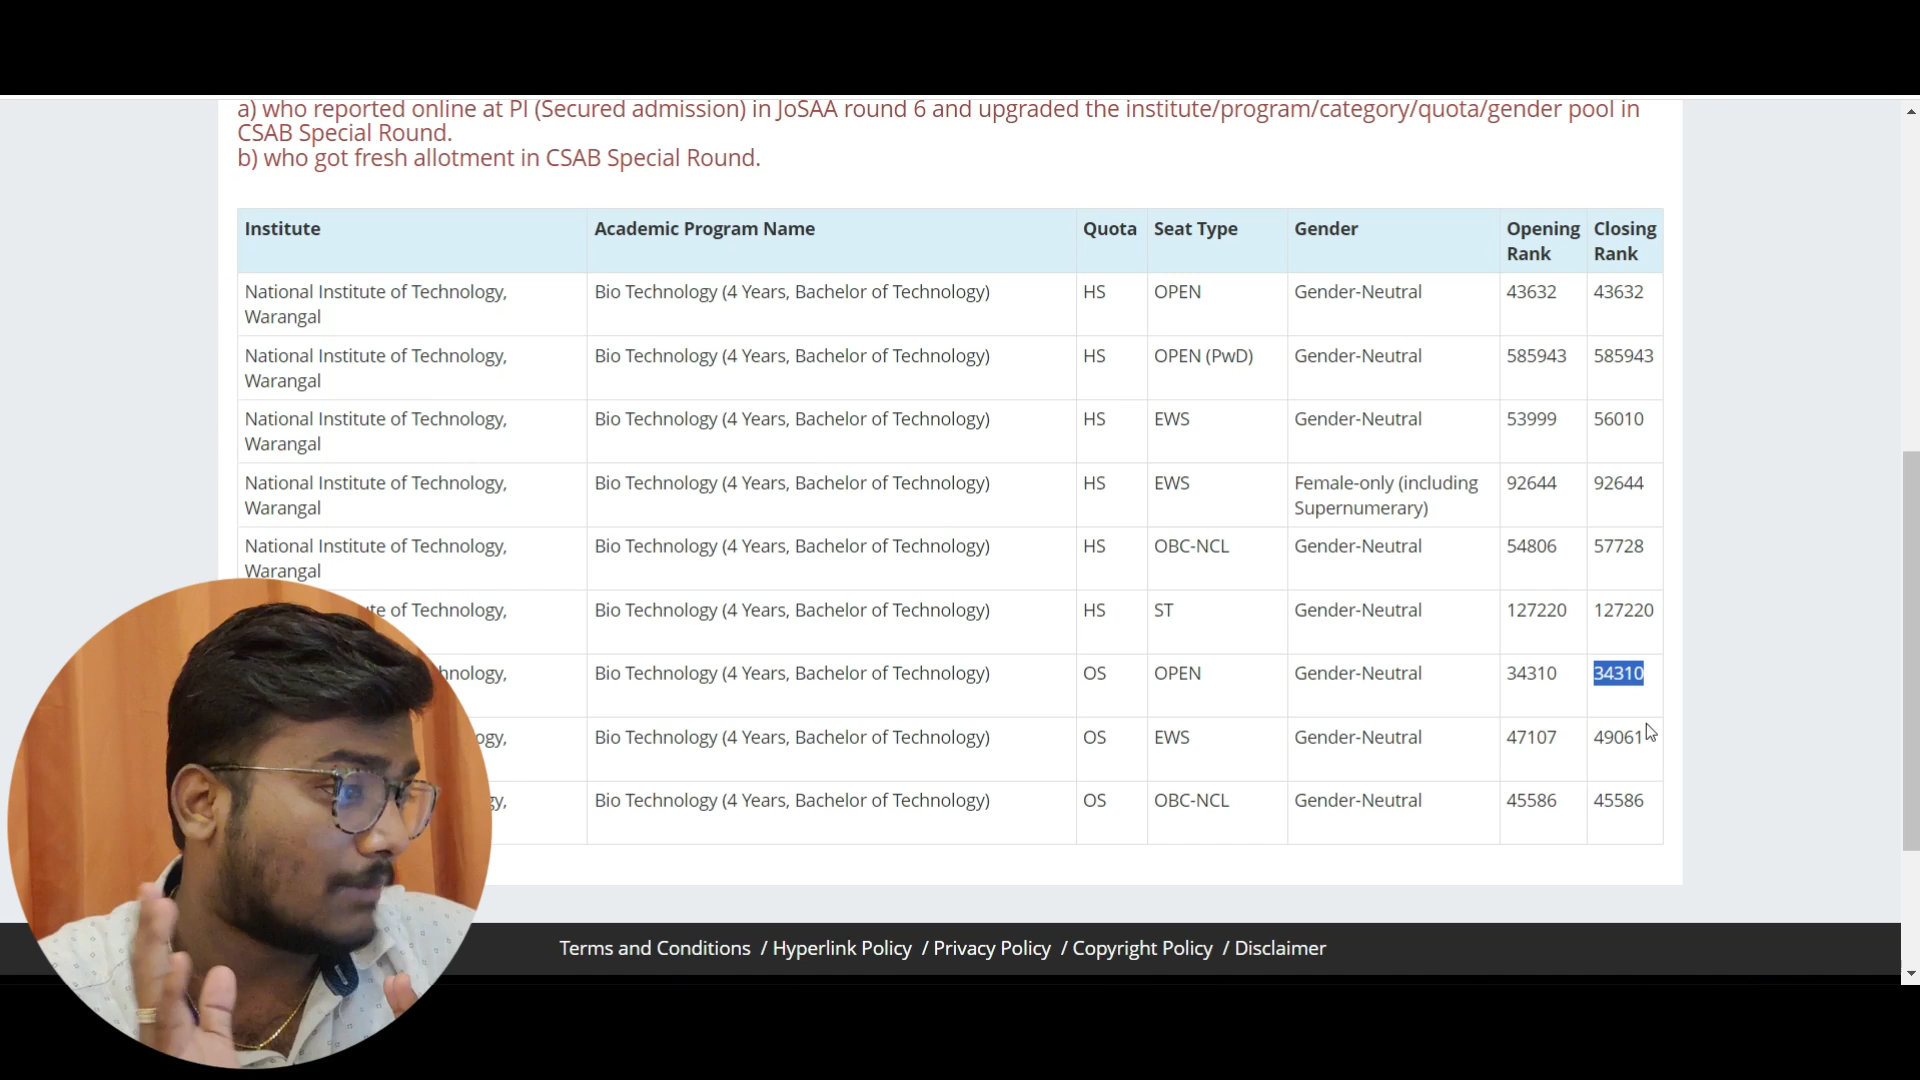 a) who reported online at PI (Secured admission) in JoSAA round 6 and upgraded the institute/program/category/quota/gender pool in
CSAB Special Round.
b) who got fresh allotment in CSAB Special Round.
Institute Academic Program Name Quota Seat Type Gender Opening Rank Closing Rank
National Institute of Technology, Warangal Bio Technology (4 Years, Bachelor of Technology) HS OPEN Gender-Neutral 43632 43632
National Institute of Technology, Warangal Bio Technology (4 Years, Bachelor of Technology) HS OPEN (PwD) Gender-Neutral 585943 585943
National Institute of Technology, Warangal Bio Technology (4 Years, Bachelor of Technology) HS EWS Gender-Neutral 53999 56010
National Institute of Technology, Warangal Bio Technology (4 Years, Bachelor of Technology) HS EWS Female-only (including Supernumerary) 92644 92644
National Institute of Technology, Warangal Bio Technology (4 Years, Bachelor of Technology) HS OBC-NCL Gender-Neutral 54806 57728
of Technology, Bio Technology (4 Years, Bachelor of Technology) HS ST Gender-Neutral 127220 127220
Bio Technology (4 Years, Bachelor of Technology) OS OPEN Gender-Neutral 34310 34310
Bio Technology (4 Years, Bachelor of Technology) OS EWS Gender-Neutral 47107 49061
Bio Technology (4 Years, Bachelor of Technology) OS OBC-NCL Gender-Neutral 45586 45586
Terms and Conditions / Hyperlink Policy / Privacy Policy / Copyright Policy / Disclaimer